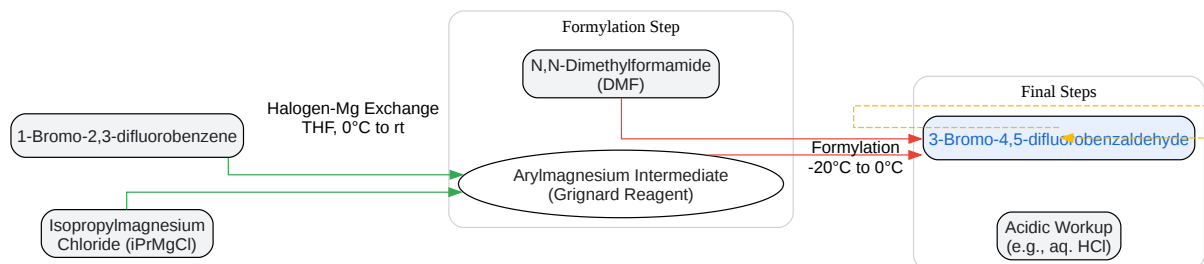 Formylation Step
N,N-Dimethylformamide
(DMF)
Halogen-Mg Exchange
THF, 0°C to rt
1-Bromo-2,3-difluorobenzene
Isopropylmagnesium
Chloride (iPrMgCl)
Arylmagnesium Intermediate
(Grignard Reagent)
Formylation
-20°C to 0°C
Final Steps
3-Bromo-4,5-difluorobenzaldehyde
Acidic Workup
(e.g., aq. HCl)